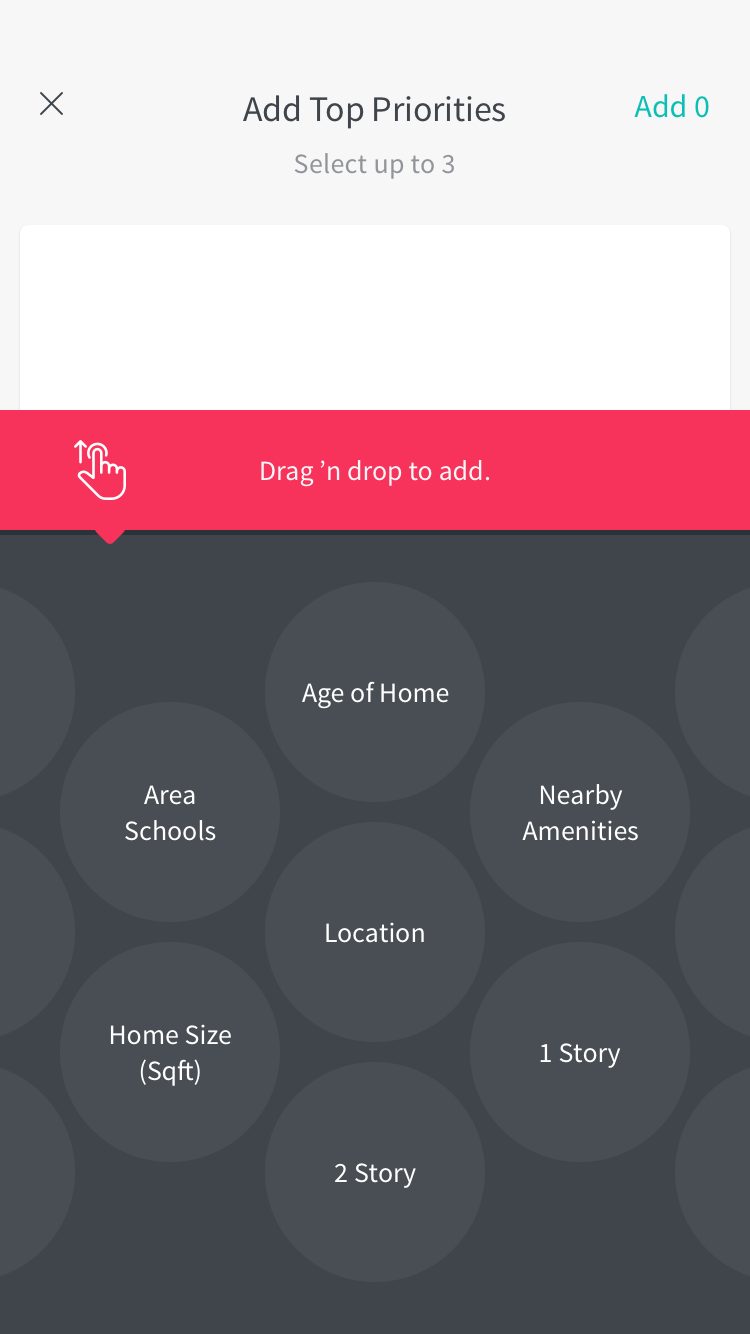 Add Top Priorities
Add 0
Select up to 3
Drag ’n drop to add.
Age of Home
Area
Schools
Nearby
Amenities
Location
Home Size
(Sqft)
1 Story
2 Story